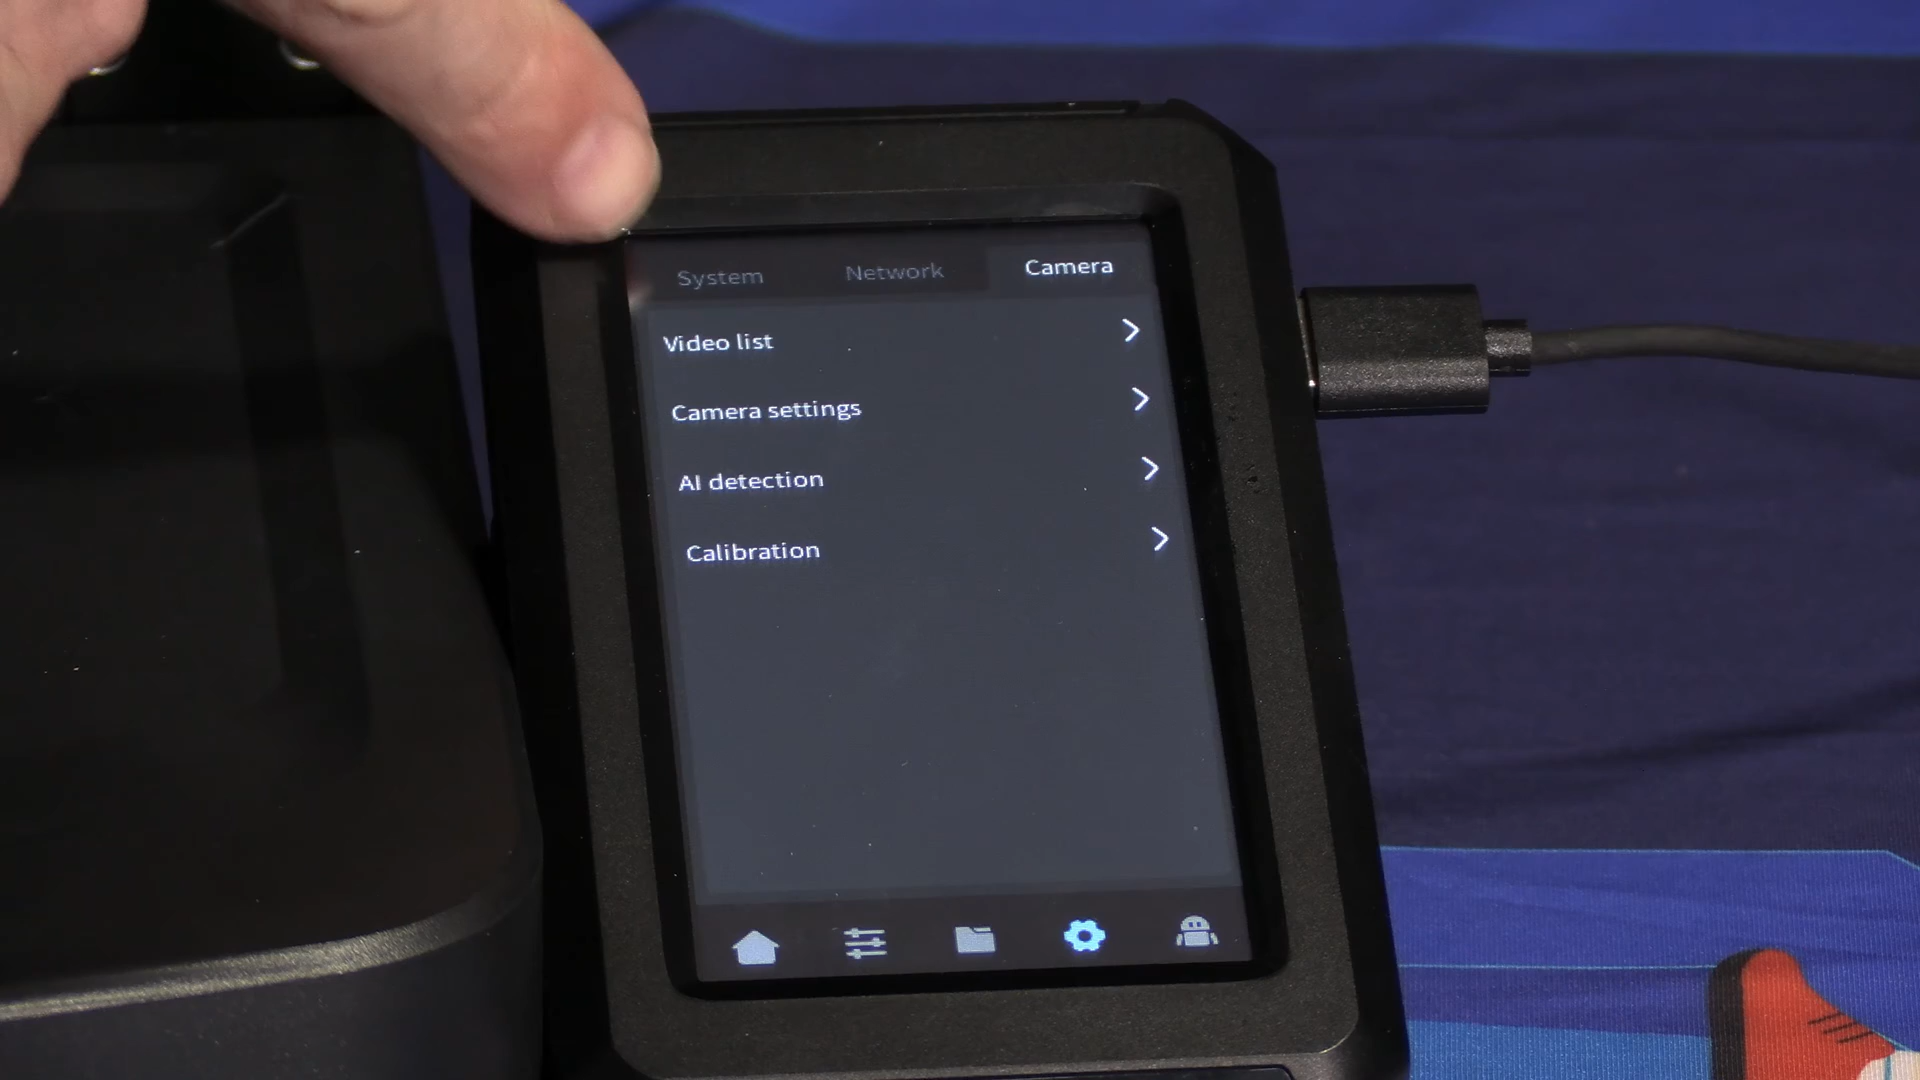 System Network Camera
Video list
Camera settings
AI detection
Calibration